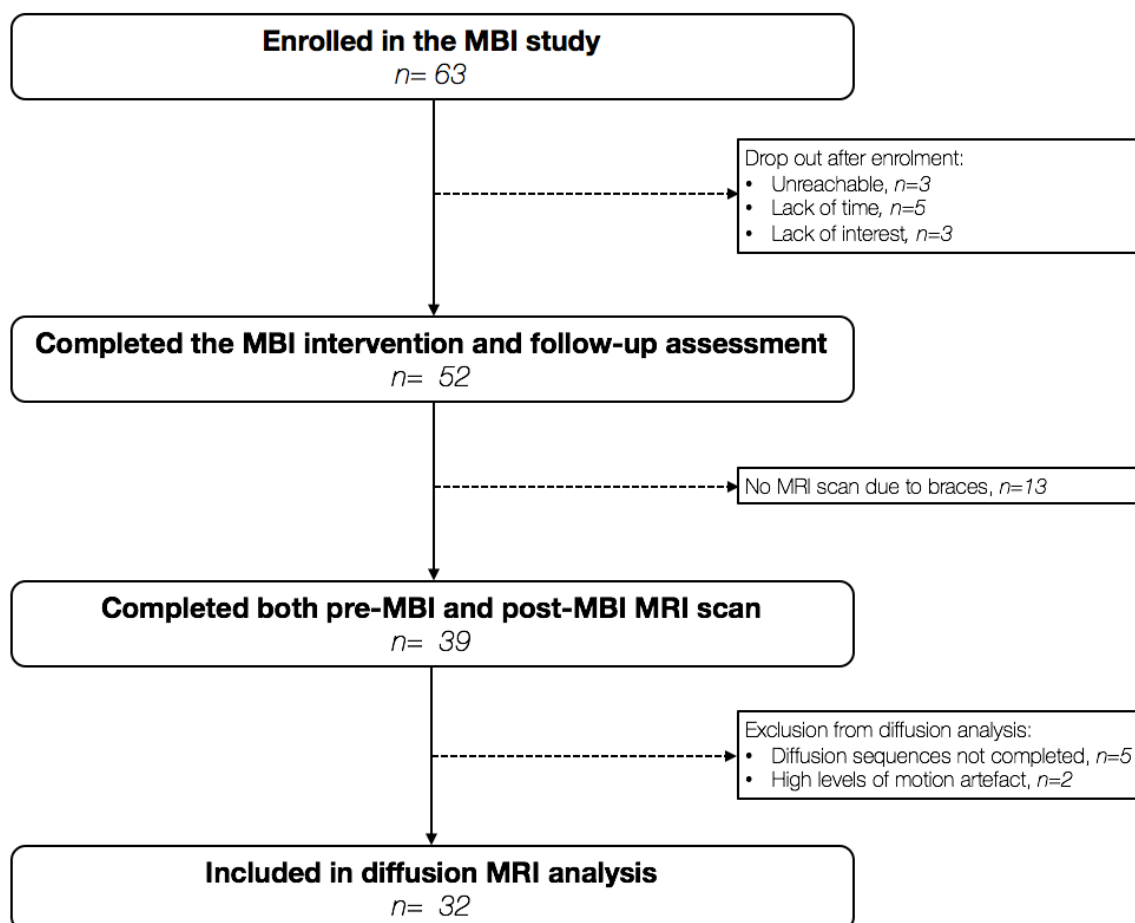 Enrolled in the MBI study
n= 63
Drop out after enrolment:
• Unreachable, n=3
• Lack of time, n=5
• Lack of interest, n=3
Completed the MBI intervention and follow-up assessment
n= 52
No MRI scan due to braces, n=13
Completed both pre-MBI and post-MBI MRI scan
n= 39
Exclusion from diffusion analysis:
• Diffusion sequences not completed, n=5
• High levels of motion artefact, n=2
Included in diffusion MRI analysis
n= 32